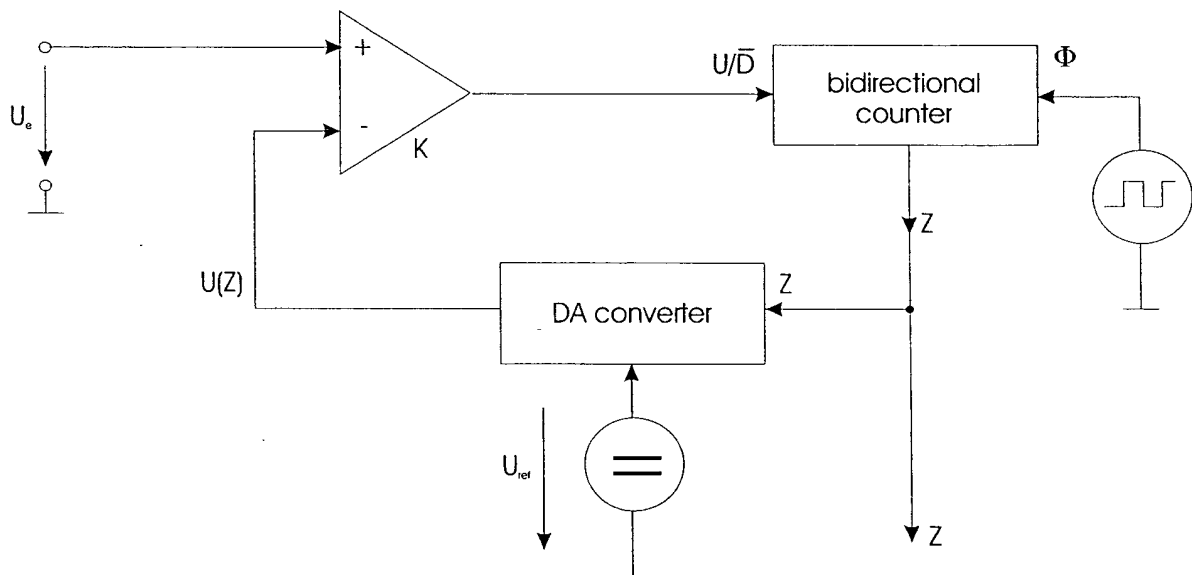 +
U/D̅
Φ
bidirectional
counter
Uₑ
-
K
Z
U(Z)
DA converter
Z
U_ref
Z